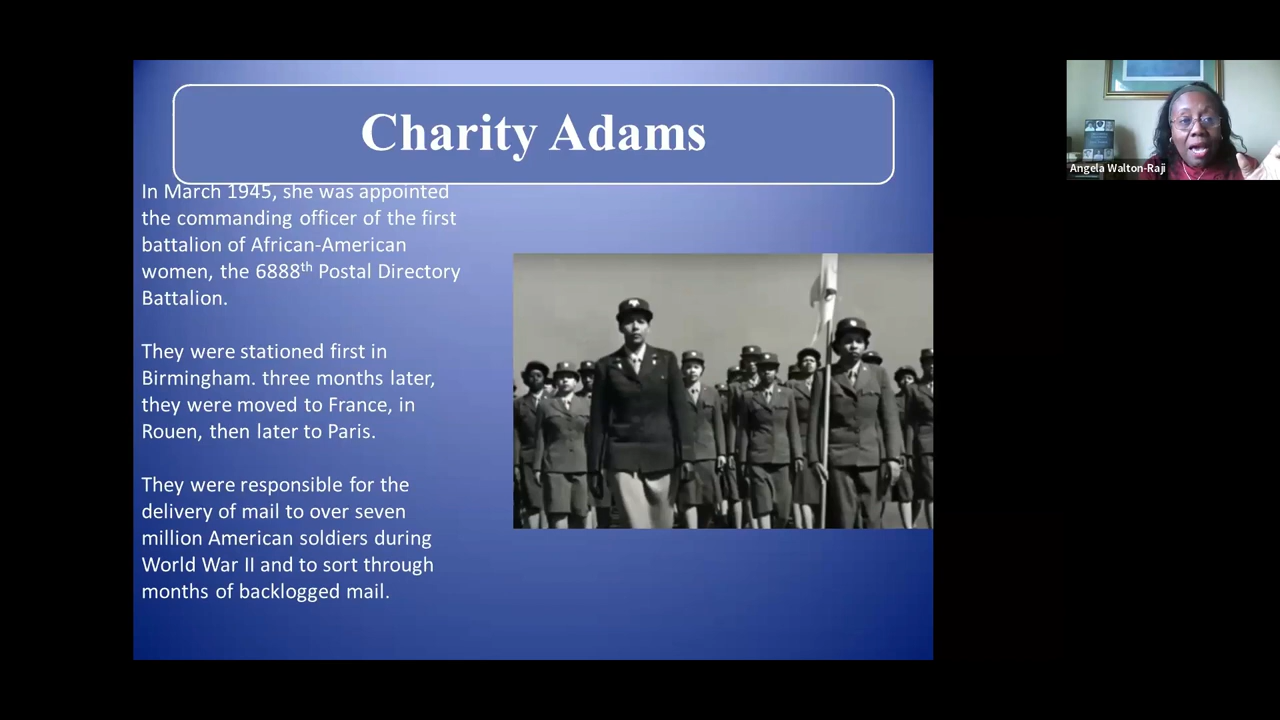 Charity Adams
In March 1945, she was appointed
the commanding officer of the first
battalion of African-American
women, the 6888th Postal Directory
Battalion.
They were stationed first in
Birmingham. three months later,
they were moved to France, in
Rouen, then later to Paris.
They were responsible for the
delivery of mail to over seven
million American soldiers during
World War II and to sort through
months of backlogged mail.
Angela Walton-Raji